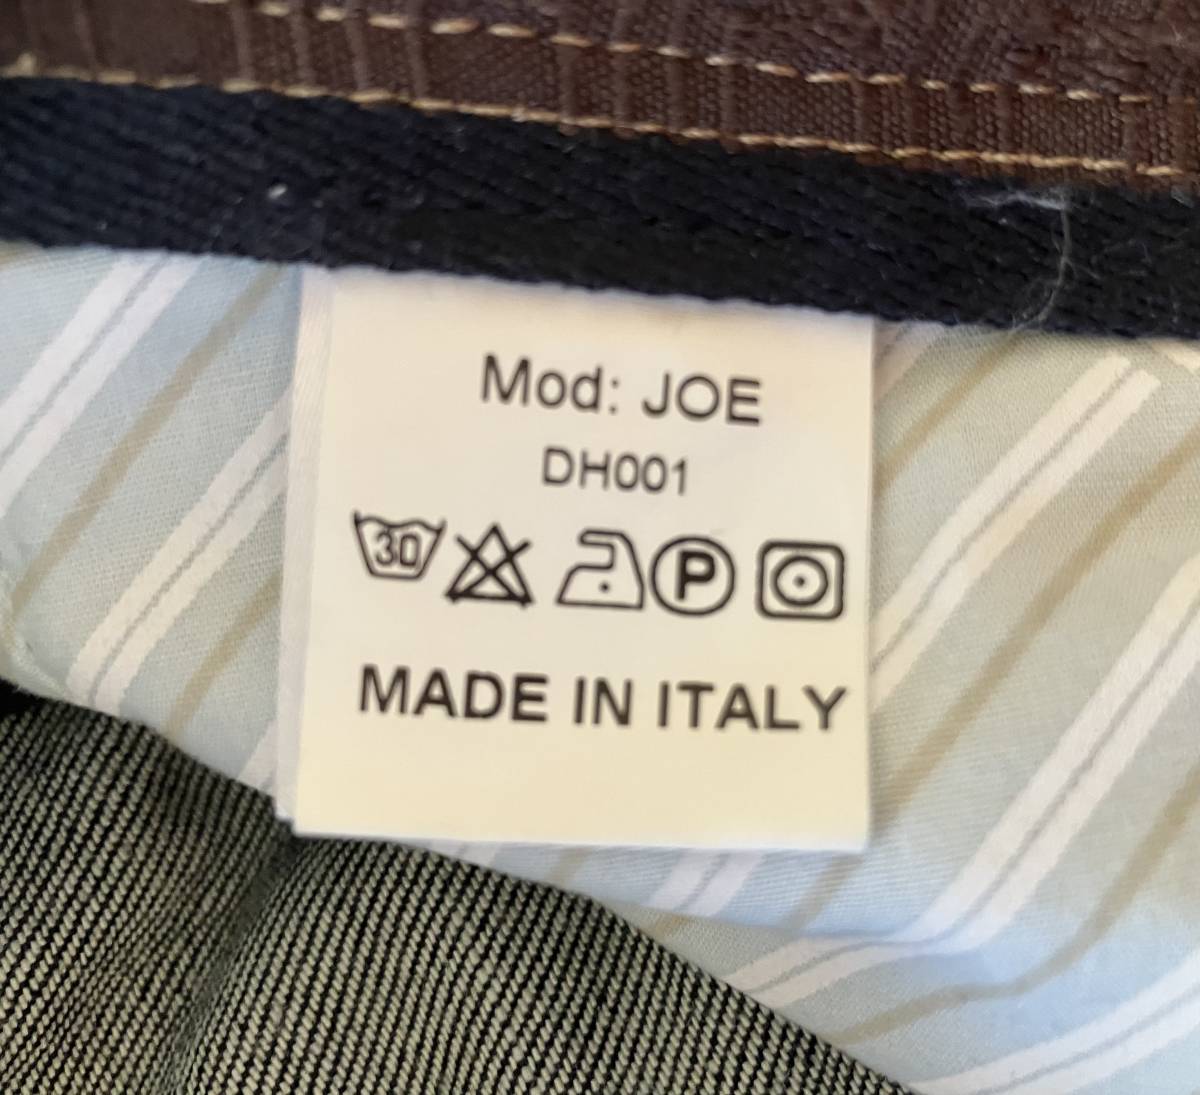 Mod: JOE
DH001
30 P
MADE IN ITALY